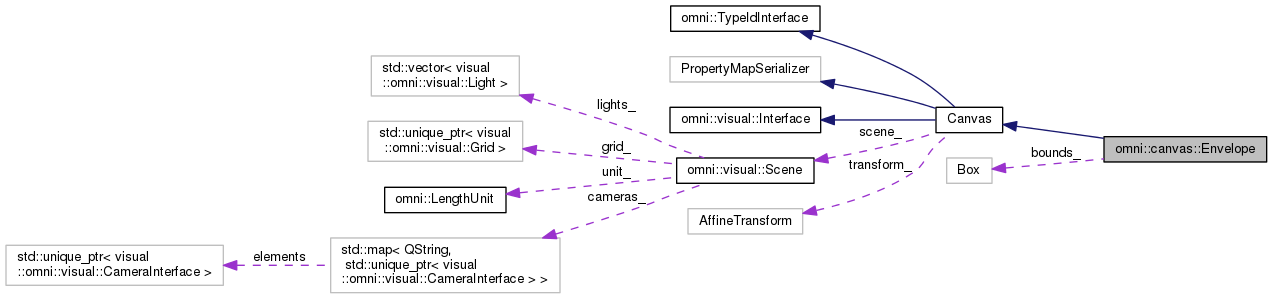 omni::TypeIdInterface
std::vector< visual
::omni::visual::Light >
PropertyMapSerializer
lights_
omni::visual::Interface
Canvas
std::unique_ptr< visual
::omni::visual::Grid >
scene_
grid_
bounds_
omni::canvas::Envelope
unit_
omni::visual::Scene
transform_
Box
omni::LengthUnit
cameras_
AffineTransform
std::unique_ptr< visual
::omni::visual::CameraInterface >
elements
std::map< QString,
std::unique_ptr< visual
::omni::visual::CameraInterface > >